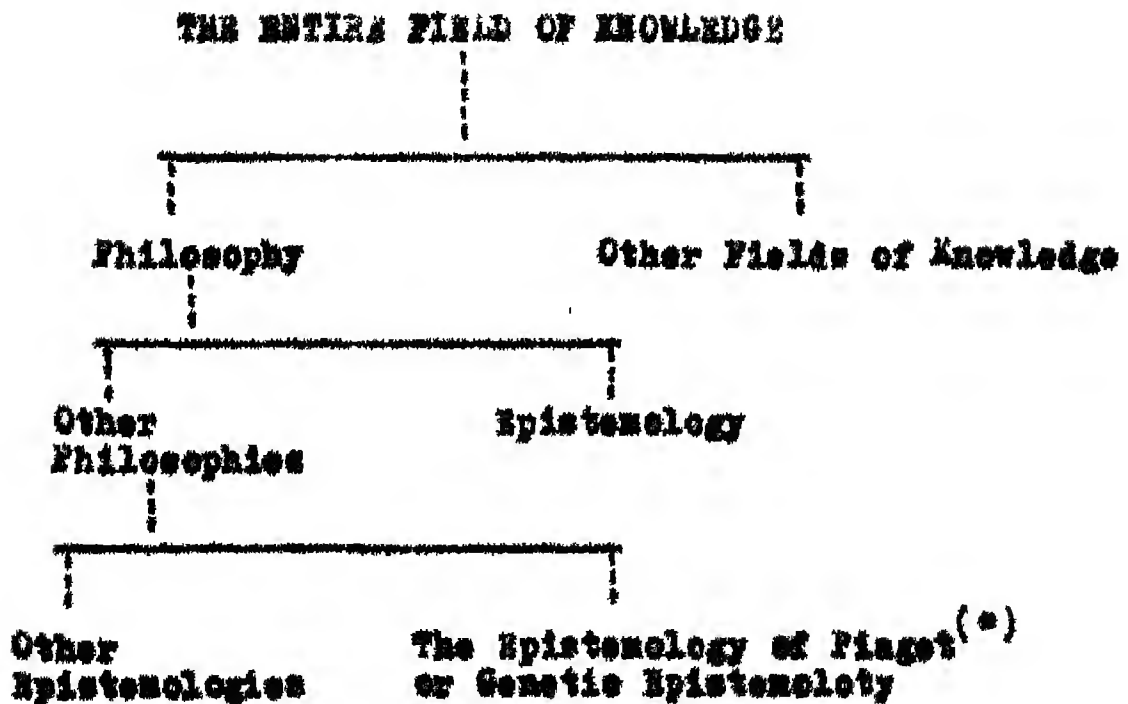 THE ENTIRE FIELD OF KNOWLEDGE
Philosophy Other Fields of Knowledge
Other Epistemology
Philosophies
Other The Epistemology of Piaget(*)
Epistemologies or Genetic Epistemoloty